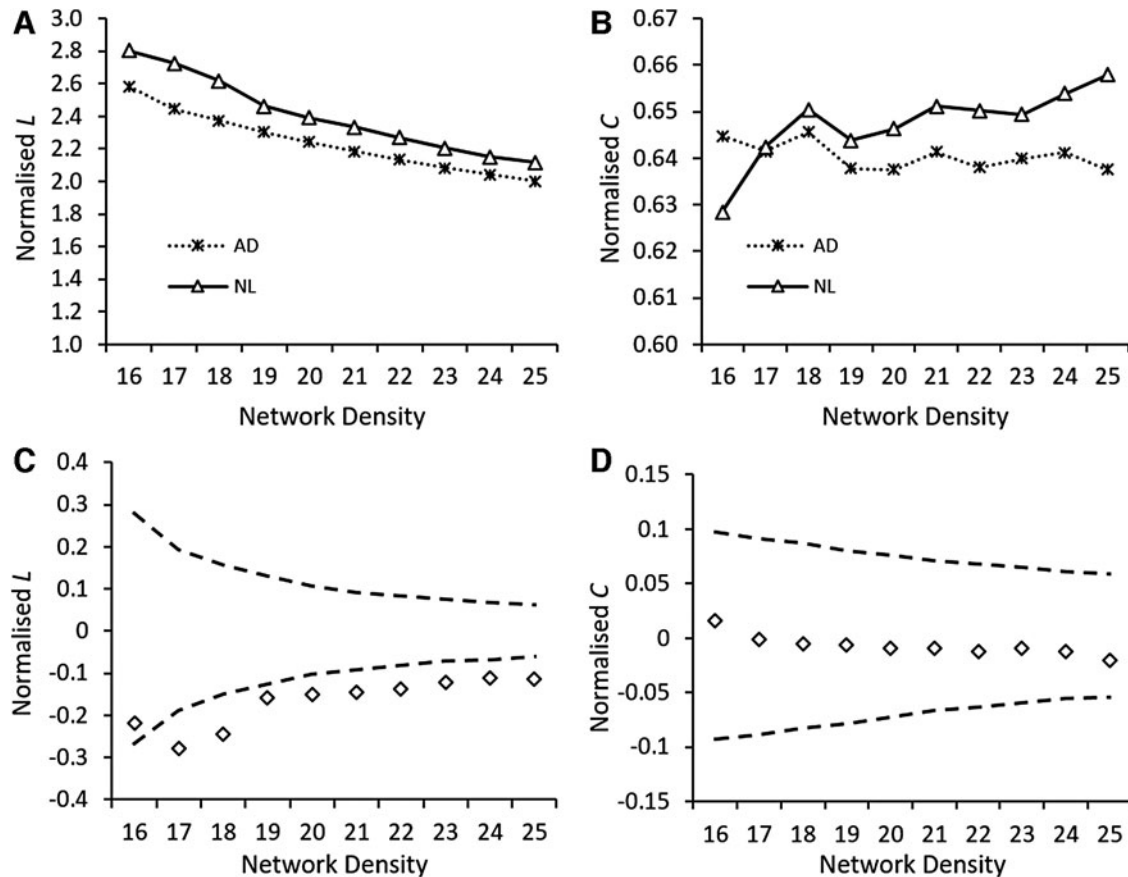 A
Normalised L
3.0
2.8
2.6
2.4
2.2
2.0
1.8
1.6
1.4
1.2
1.0
AD
NL
16 17 18 19 20 21 22 23 24 25
Network Density
B
Normalised C
0.67
0.66
0.65
0.64
0.63
0.62
0.61
0.60
AD
NL
16 17 18 19 20 21 22 23 24 25
Network Density
C
Normalised L
0.4
0.3
0.2
0.1
0
-0.1
-0.2
-0.3
-0.4
16 17 18 19 20 21 22 23 24 25
Network Density
D
Normalised C
0.15
0.1
0.05
0
-0.05
-0.1
-0.15
16 17 18 19 20 21 22 23 24 25
Network Density